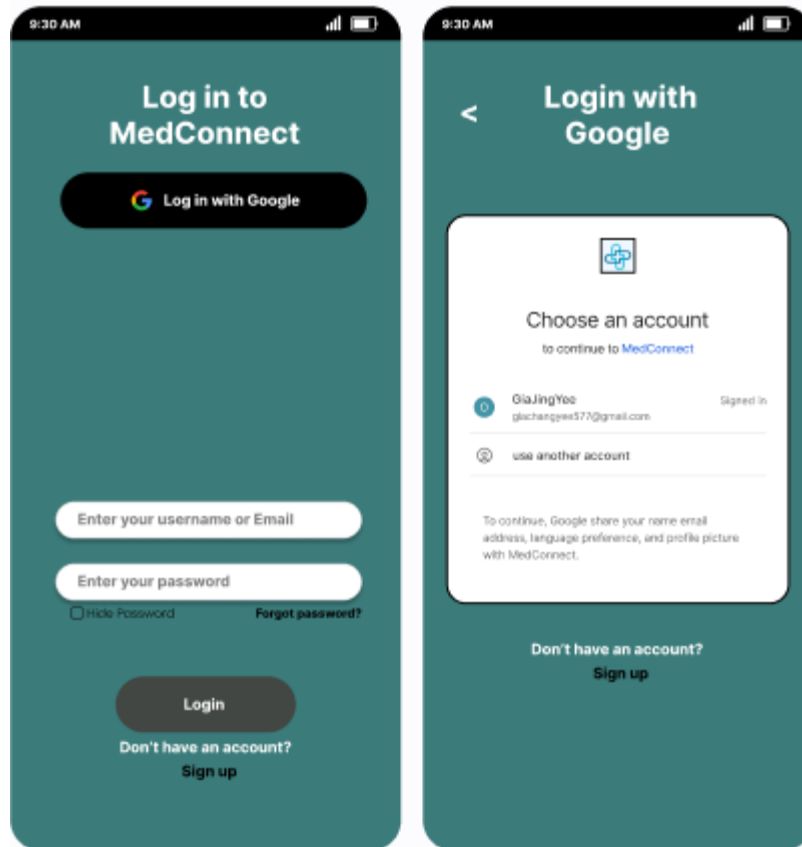 9:30 AM
Log in to
MedConnect
Log in with Google
Enter your username or Email
Enter your password
Hide Password
Forgot password?
Login
Don't have an account?
Sign up
9:30 AM
<
Login with
Google
Choose an account
to continue to MedConnect
GiaJingYee
Signed in
giachangyee577@gmail.com
use another account
To continue, Google share your name email
address, language preference, and profile picture
with MedConnect.
Don't have an account?
Sign up